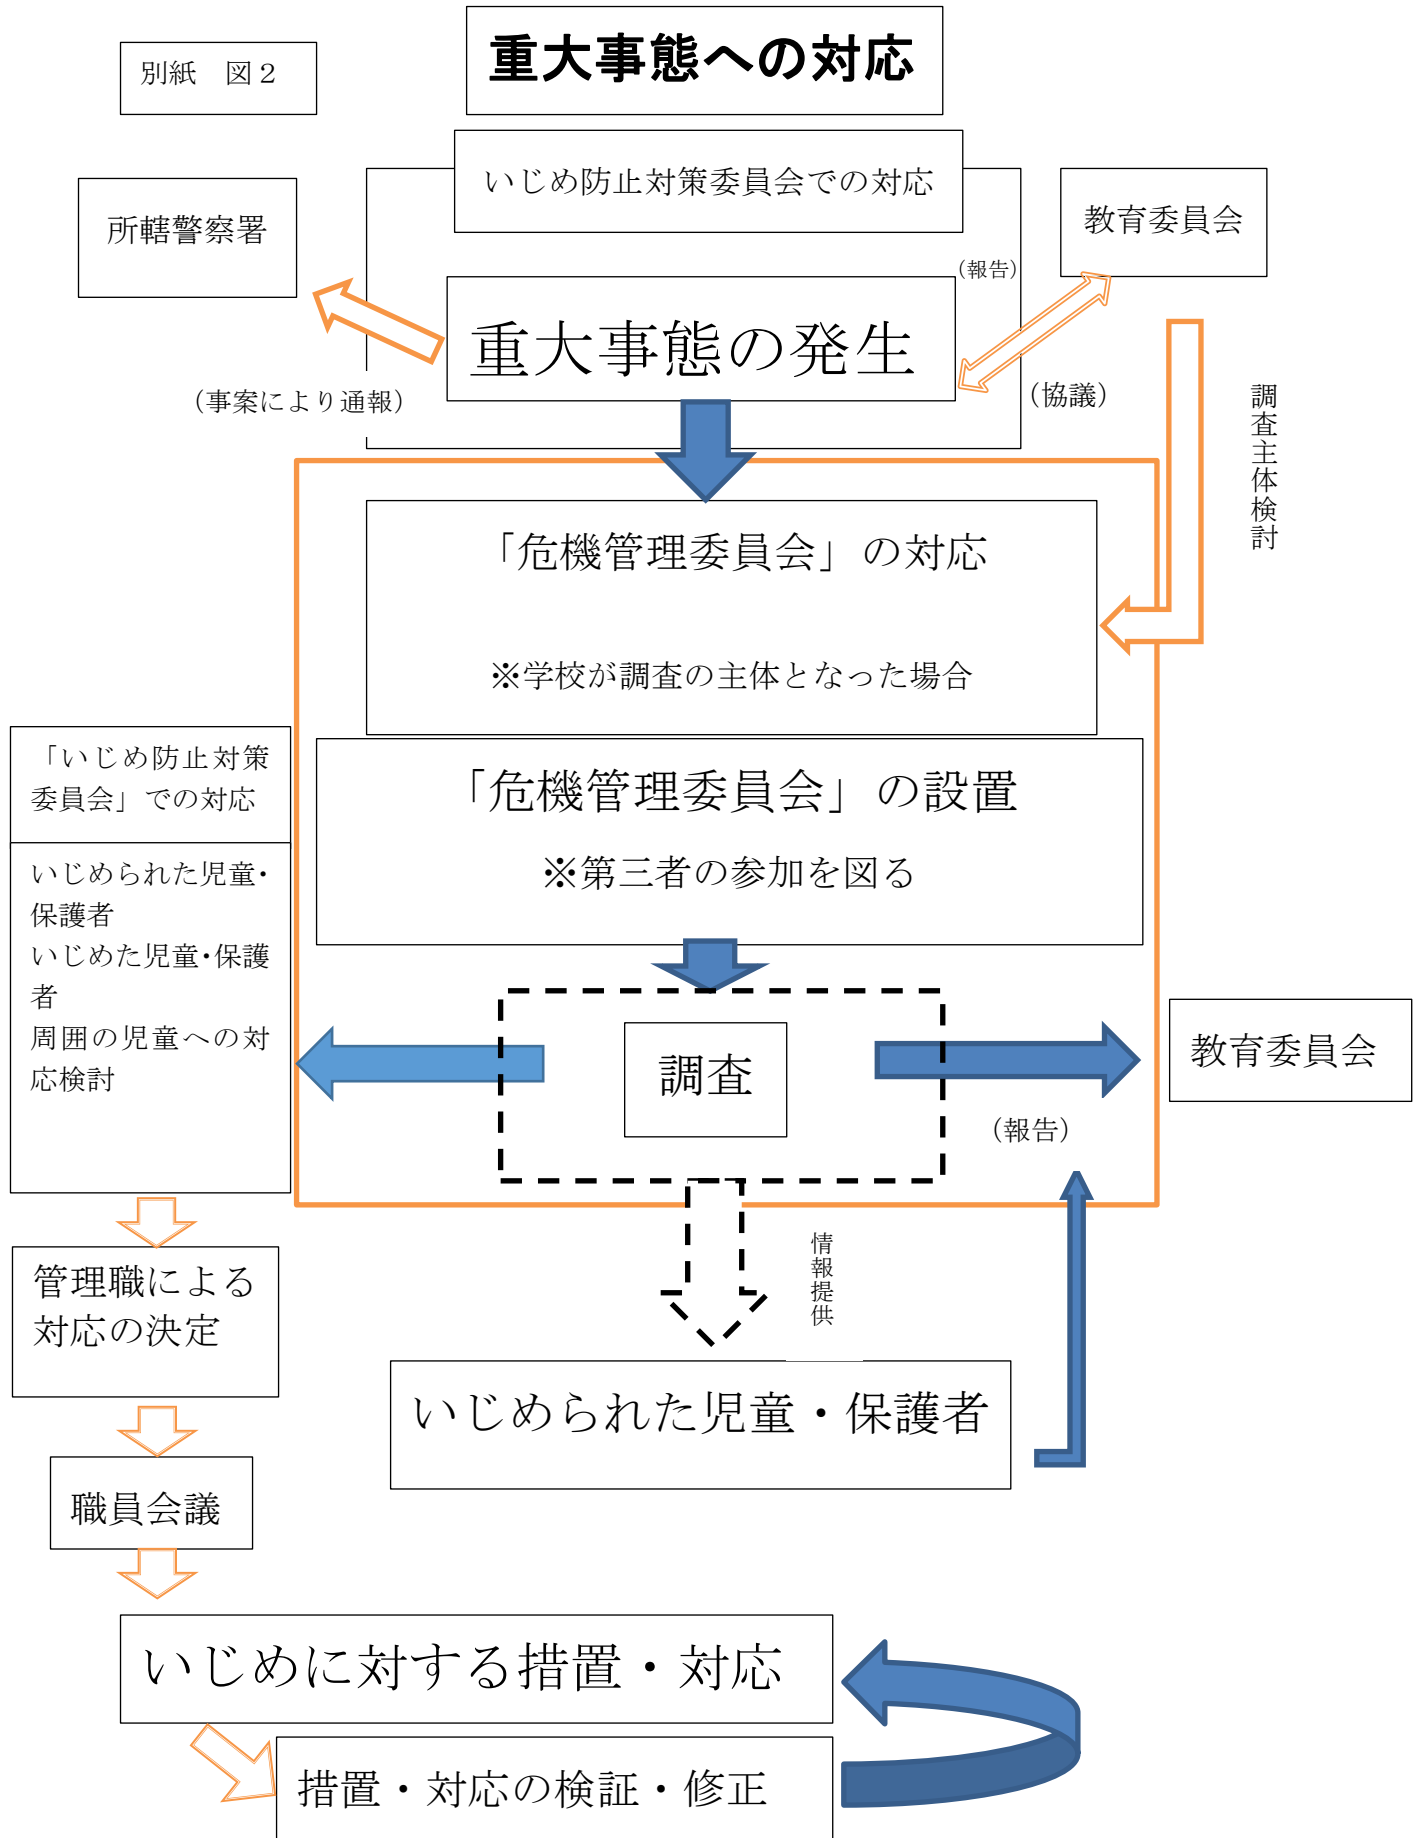 別紙　図２
重大事態への対応
いじめ防止対策委員会での対応
所轄警察署
教育委員会
（報告）
重大事態の発生
（事案により通報）
（協議）
調査主体検討
「危機管理委員会」の対応
※学校が調査の主体となった場合
「危機管理委員会」の設置
※第三者の参加を図る
「いじめ防止対策
委員会」での対応
いじめられた児童・
保護者
いじめた児童・保護
者
周囲の児童への対
応検討
調査
教育委員会
（報告）
情報提供
管理職による
対応の決定
いじめられた児童・保護者
職員会議
いじめに対する措置・対応
措置・対応の検証・修正